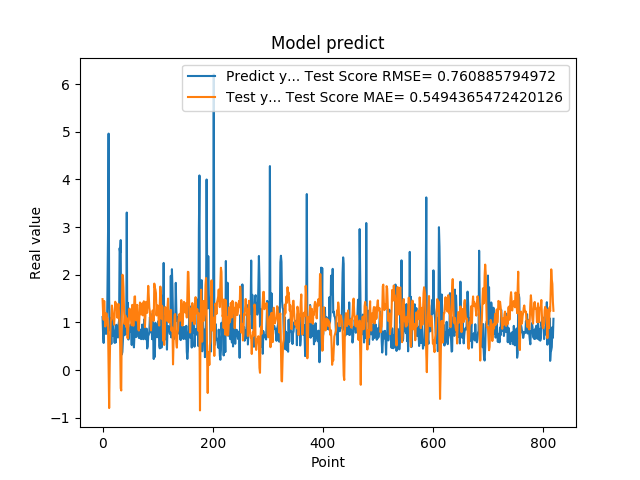 Model predict
Predict y... Test Score RMSE= 0.760885794972
Test y... Test Score MAE= 0.5494365472420126
Real value
6
5
4
3
2
1
0
−1
0 200 400 600 800
Point